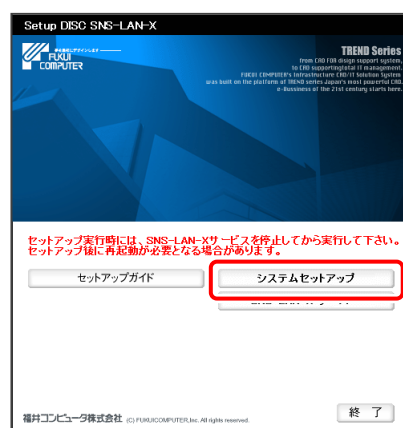 Setup DISC SNS-LAN-X
FUKUI
COMPUTER
TREND Series
from CAD FOR design support system,
to CAD supportingtotal IT management.
FUKUI COMPUTER's Infrastructure CAD/IT Solution System
was built on the platform of TREND series Japan's most powerful CAD.
e-Bussiness of the 21st century starts here.
セットアップ実行時には、SNS-LAN-Xサービスを停止してから実行して下さい。
セットアップ後に再起動が必要となる場合があります。
セットアップガイド
システムセットアップ
終 了
福井コンピュータ株式会社 (C) FUKUICOMPUTER,Inc. All rights reserved.